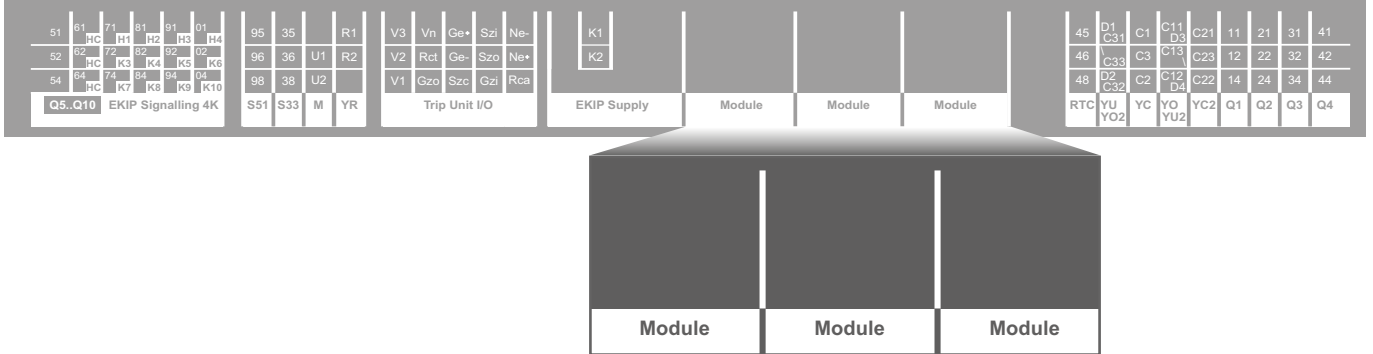 51 61 HC 71 H1 81 H2 91 H3 01 H4 95 35 R1 V3 Vn Ge+ Szi Ne- K1 45 D1 C31 C1 C11 D3 C21 11 21 31 41
52 62 HC 72 K3 82 K4 92 K5 02 K6 96 36 U1 R2 V2 Rct Ge- Szo Ne+ K2 46 \ C33 C3 C13 \ C23 12 22 32 42
54 64 HC 74 K7 84 K8 94 K9 04 K10 98 38 U2 V1 Gzo Szc Gzi Rca 48 D2 C32 C2 C12 D4 C22 14 24 34 44
Q5..Q10 EKIP Signalling 4K S51 S33 M YR Trip Unit I/O EKIP Supply Module Module Module RTC YU YC YO YC2 Q1 Q2 Q3 Q4
YO2 YU2
Module Module Module